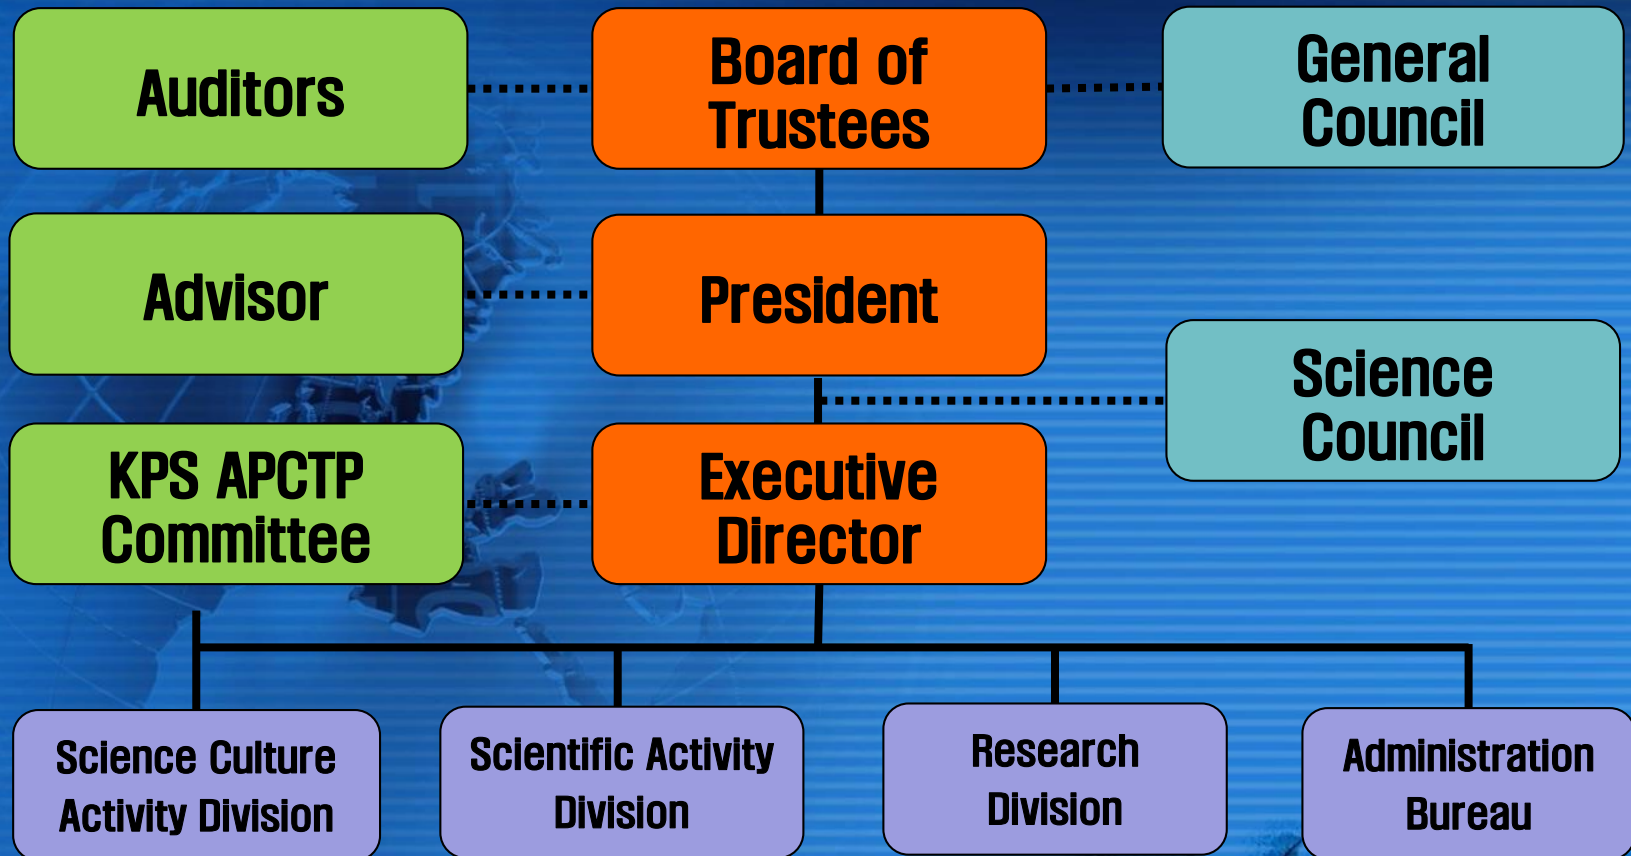 Auditors
Board of
Trustees
General
Council
Advisor
President
Science
Council
KPS APCTP
Committee
Executive
Director
Science Culture
Activity Division
Scientific Activity
Division
Research
Division
Administration
Bureau